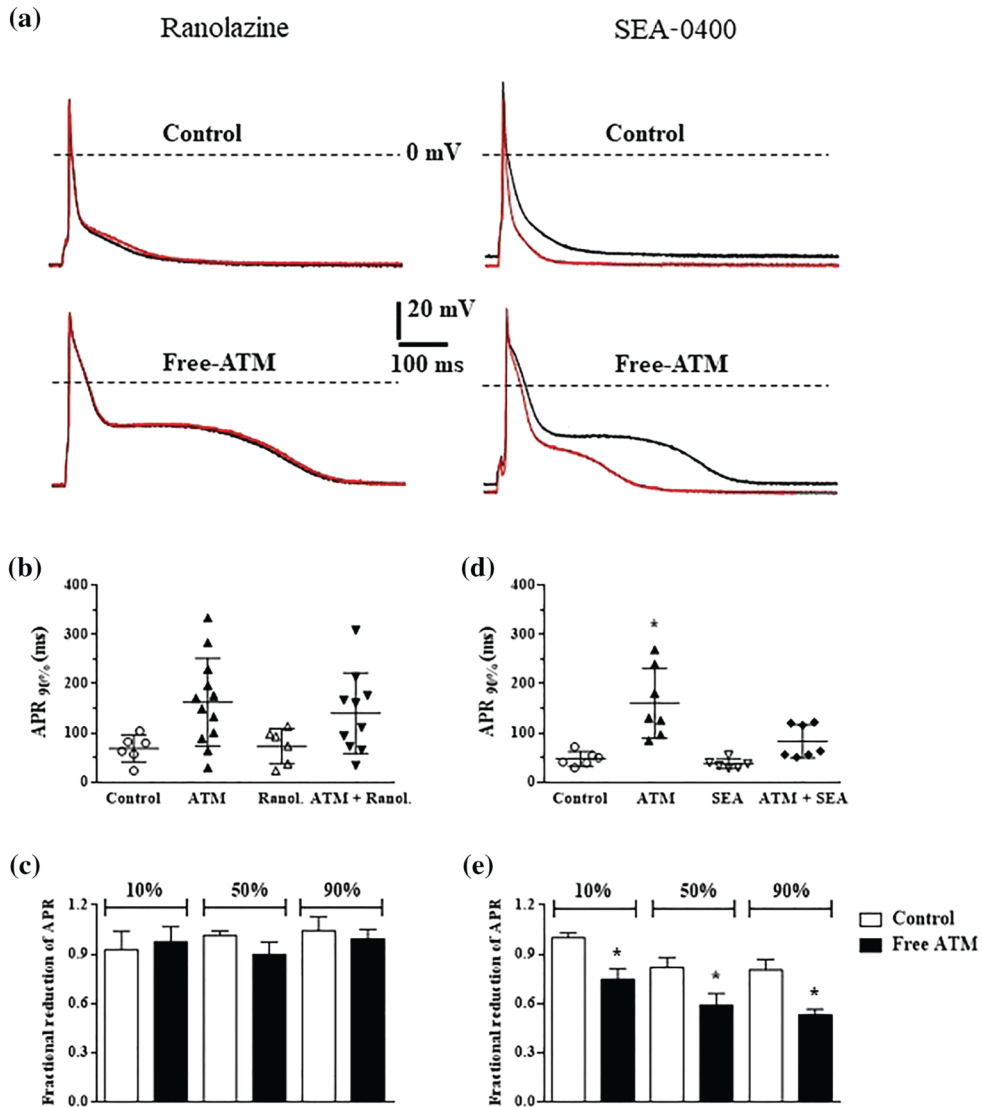 (a)
Ranolazine
SEA-0400
Control
0 mV
Control
20 mV
100 ms
Free-ATM
Free-ATM
(b)
APR 90% (ms)
400
300
200
100
0
Control
ATM
Ranol.
ATM + Ranol.
(d)
APR 90% (ms)
400
300
200
100
0
*
Control
ATM
SEA
ATM + SEA
(c)
Fractional reduction of APR
1.2
0.9
0.6
0.3
0.0
10%
50%
90%
(e)
Fractional reduction of APR
1.2
0.9
0.6
0.3
0.0
10%
50%
90%
*
*
*
Control
Free ATM